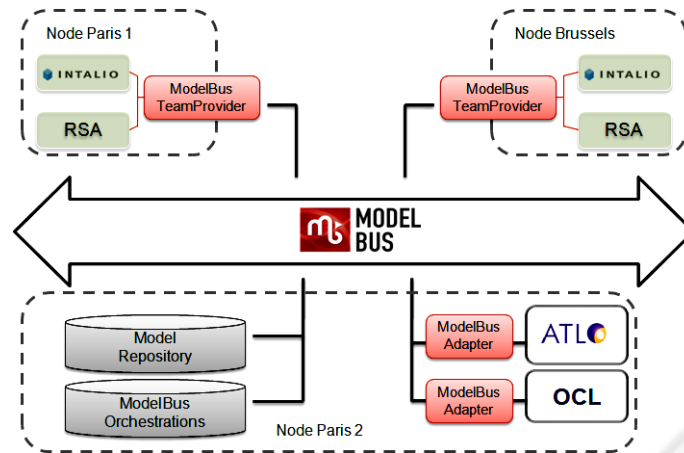 Node Paris 1
INTALIO
RSA
ModelBus
TeamProvider
Node Brussels
ModelBus
TeamProvider
INTALIO
RSA
MODEL
BUS
Model
Repository
ModelBus
Orchestrations
ModelBus
Adapter
ATL
ModelBus
Adapter
OCL
Node Paris 2